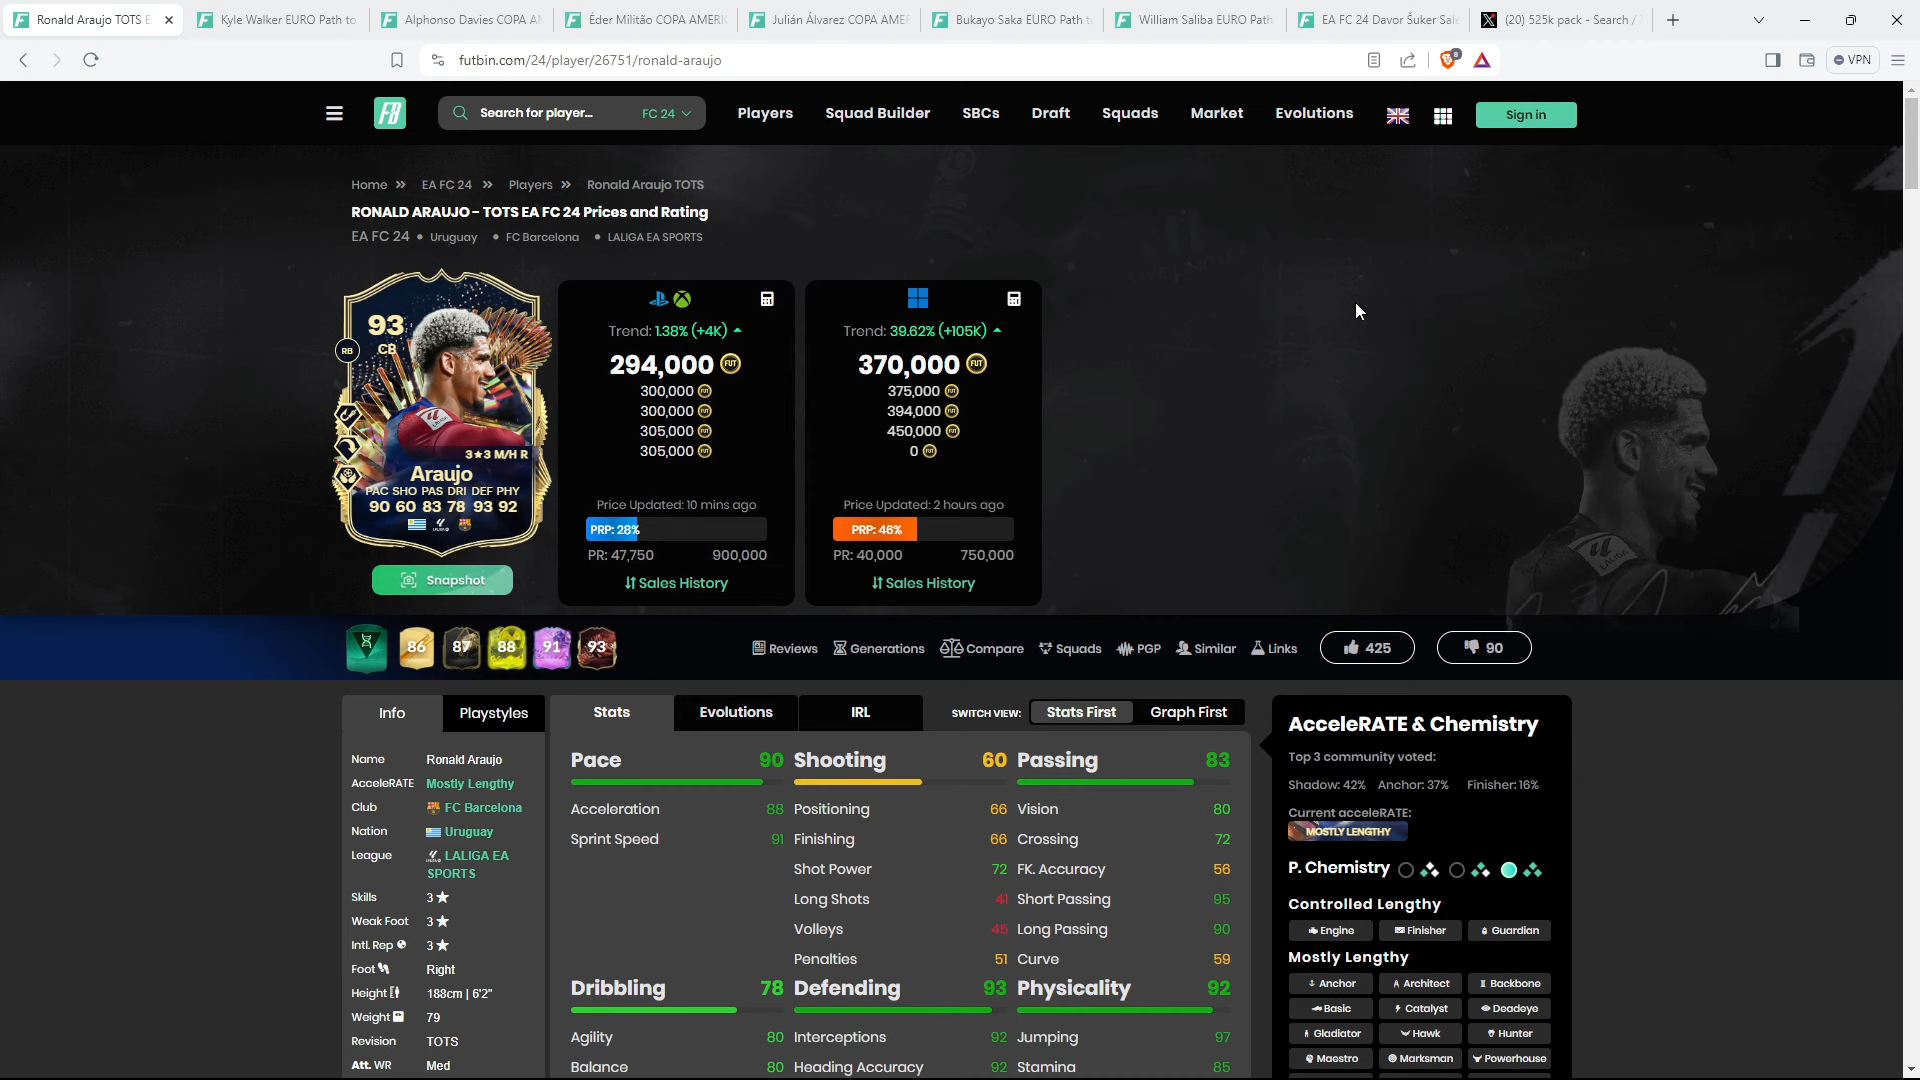 Ronald Araujo TOTS E
Kyle Walker EURO Path to
Alphonso Davies COPA AM
Éder Militão COPA AMERIC
Julián Álvarez COPA AMER
Bukayo Saka EURO Path to
William Saliba EURO Path
EA FC 24 Davor Šuker Sale
(20) 525k pack - Search /
futbin.com/24/player/26751/ronald-araujo
8
VPN
FB
Search for player...
FC 24
Players
Squad Builder
SBCs
Draft
Squads
Market
Evolutions
Sign in
Home » EA FC 24 » Players » Ronald Araujo TOTS
RONALD ARAUJO - TOTS EA FC 24 Prices and Rating
EA FC 24 • Uruguay • FC Barcelona • LALIGA EA SPORTS
93
CB
RB
3★3 M/H R
Araujo
PAC SHO PAS DRI DEF PHY
90 60 83 78 93 92
Snapshot
Trend: 1.38% (+4K)
294,000
300,000
300,000
305,000
305,000
Price Updated: 10 mins ago
PRP: 28%
PR: 47,750 900,000
Sales History
Trend: 39.62% (+105K)
370,000
375,000
394,000
450,000
0
Price Updated: 2 hours ago
PRP: 46%
PR: 40,000 750,000
Sales History
86 87 88 91 93
Reviews
Generations
Compare
Squads
PGP
Similar
Links
425
90
Info
Playstyles
Name Ronald Araujo
AcceleRATE Mostly Lengthy
Club FC Barcelona
Nation Uruguay
League LALIGA EA
SPORTS
Skills 3★
Weak Foot 3★
Intl. Rep 3★
Foot Right
Height 188cm | 6'2"
Weight 79
Revision TOTS
Att. WR Med
Stats
Evolutions
IRL
SWITCH VIEW:
Stats First
Graph First
Pace 90
Acceleration 88
Sprint Speed 91
Shooting 60
Positioning 66
Finishing 66
Shot Power 72
Long Shots 41
Volleys 45
Penalties 51
Passing 83
Vision 80
Crossing 72
FK. Accuracy 56
Short Passing 95
Long Passing 90
Curve 59
Dribbling 78
Agility 80
Balance 80
Defending 93
Interceptions 92
Heading Accuracy 92
Physicality 92
Jumping 97
Stamina 85
AcceleRATE & Chemistry
Top 3 community voted:
Shadow: 42% Anchor: 37% Finisher: 16%
Current acceleRATE:
MOSTLY LENGTHY
P. Chemistry
Controlled Lengthy
Engine Finisher Guardian
Mostly Lengthy
Anchor Architect Backbone
Basic Catalyst Deadeye
Gladiator Hawk Hunter
Maestro Marksman Powerhouse